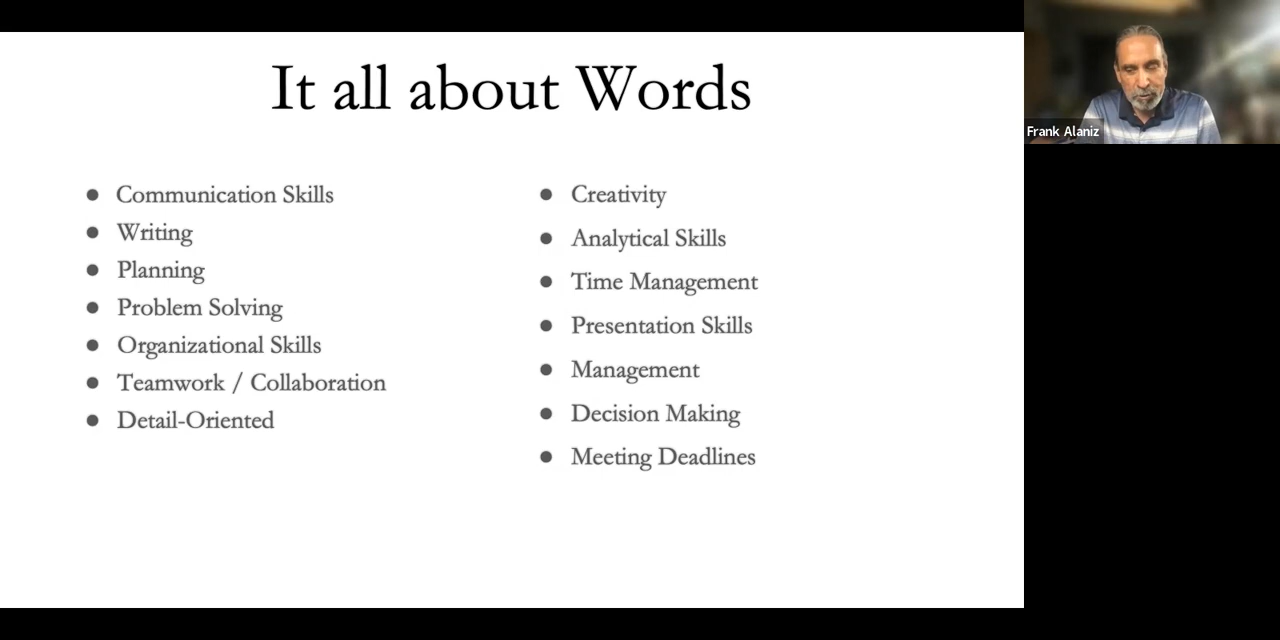 It all about Words
Communication Skills
Writing
Planning
Problem Solving
Organizational Skills
Teamwork / Collaboration
Detail-Oriented
Creativity
Analytical Skills
Time Management
Presentation Skills
Management
Decision Making
Meeting Deadlines
Frank Alaniz